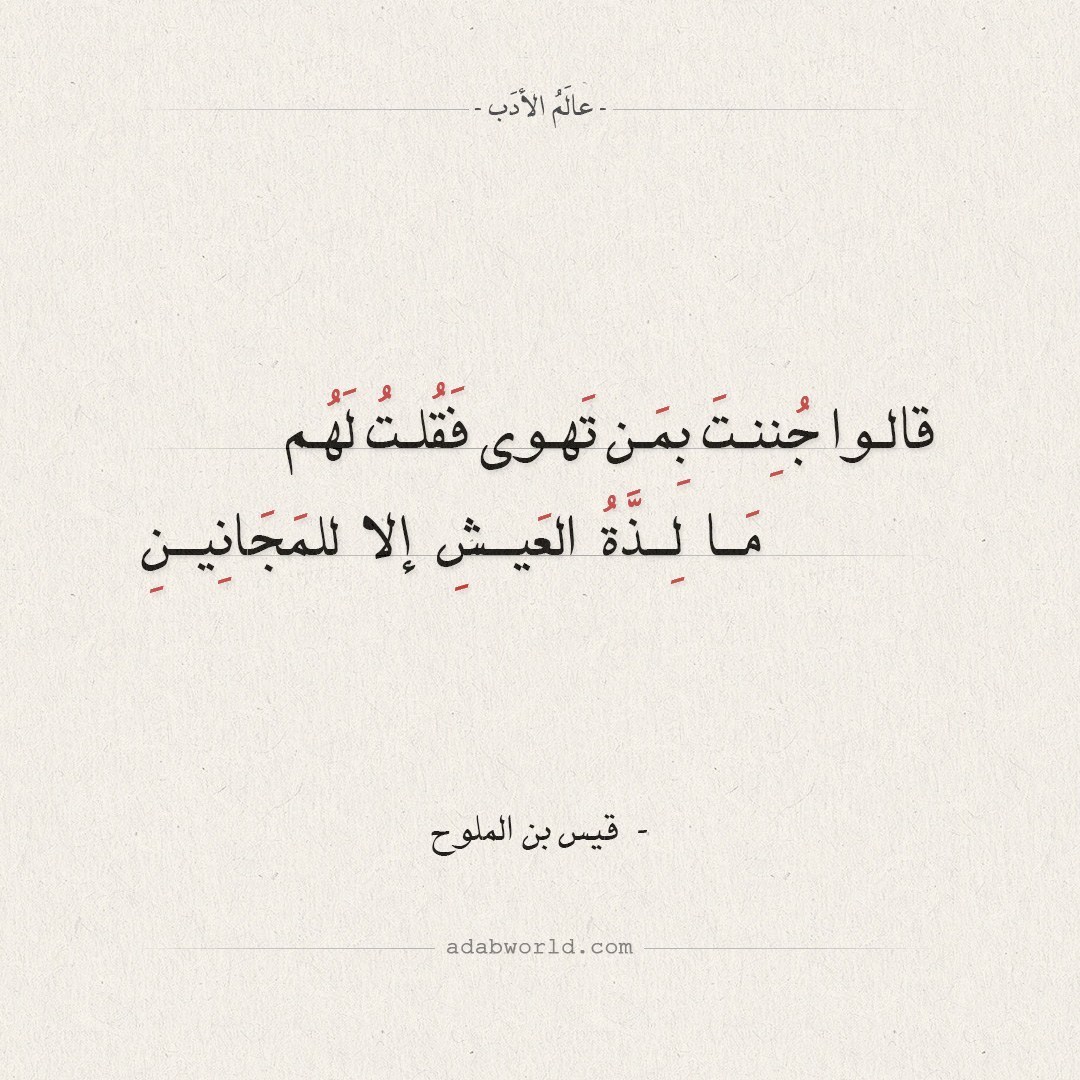 - عالَمُ الأدَب -
قالوا جُنِنتَ بِمَن تَهوى فَقُلتُ لَهُم
مَا لِذَّةُ العَيشِ إلا للمَجَانِينِ
- قيس بن الملوح
adabworld.com